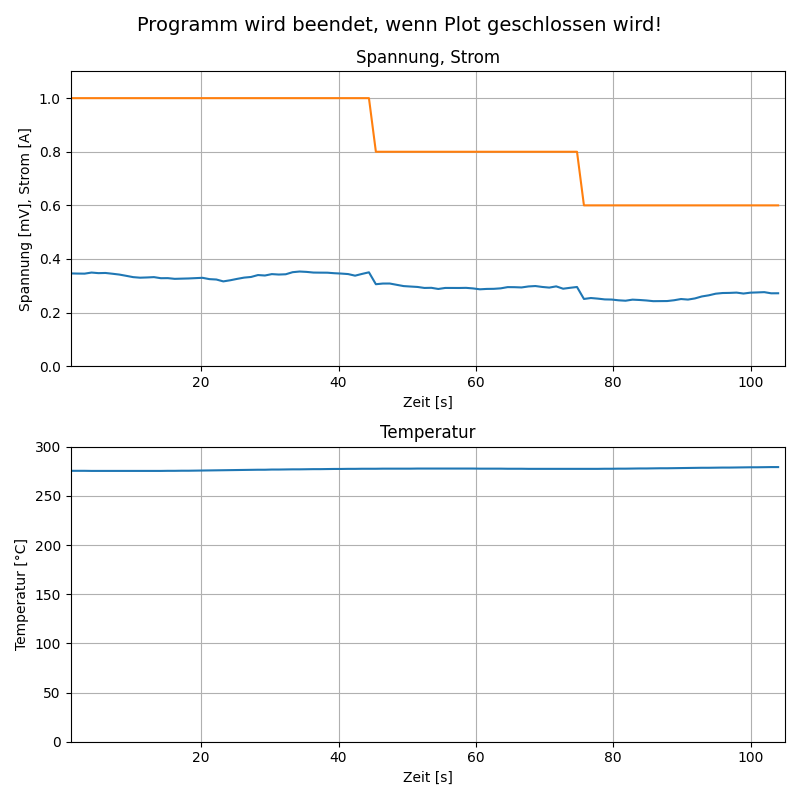 Programm wird beendet, wenn Plot geschlossen wird!
Spannung, Strom
Spannung [mV], Strom [A]
1.0
0.8
0.6
0.4
0.2
0.0
20 40 60 80 100
Zeit [s]
Temperatur
Temperatur [°C]
300
250
200
150
100
50
0
20 40 60 80 100
Zeit [s]